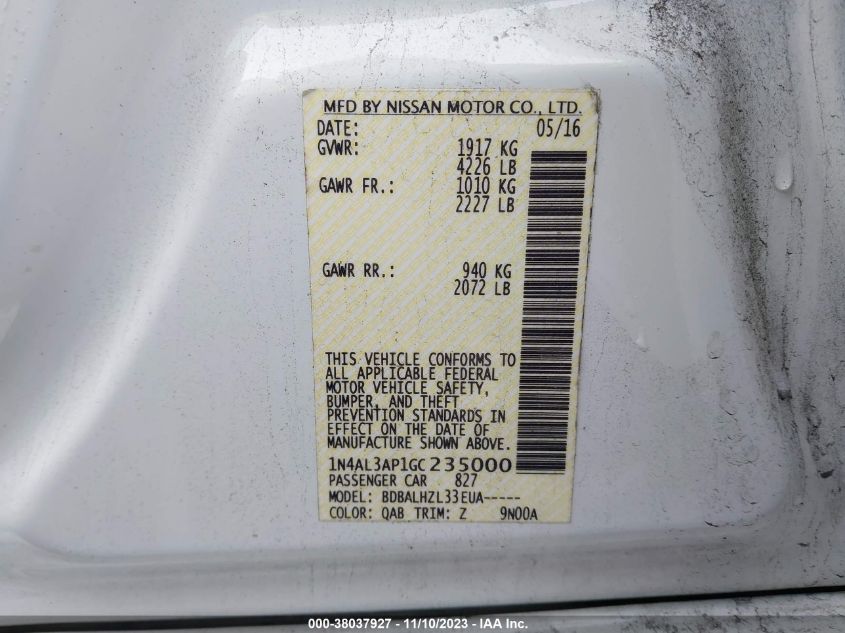 MFD BY NISSAN MOTOR CO., LTD.
DATE: 05/16
GVWR: 1917 KG
4226 LB
GAWR FR.: 1010 KG
2227 LB
GAWR RR.: 940 KG
2072 LB
THIS VEHICLE CONFORMS TO
ALL APPLICABLE FEDERAL
MOTOR VEHICLE SAFETY,
BUMPER, AND THEFT
PREVENTION STANDARDS IN
EFFECT ON THE DATE OF
MANUFACTURE SHOWN ABOVE.
1N4AL3AP1GC235000
PASSENGER CAR 827
MODEL: BDBALHZL33EUA-----
COLOR: QAB TRIM: Z 9N00A
000-38037927 - 11/10/2023 - IAA Inc.